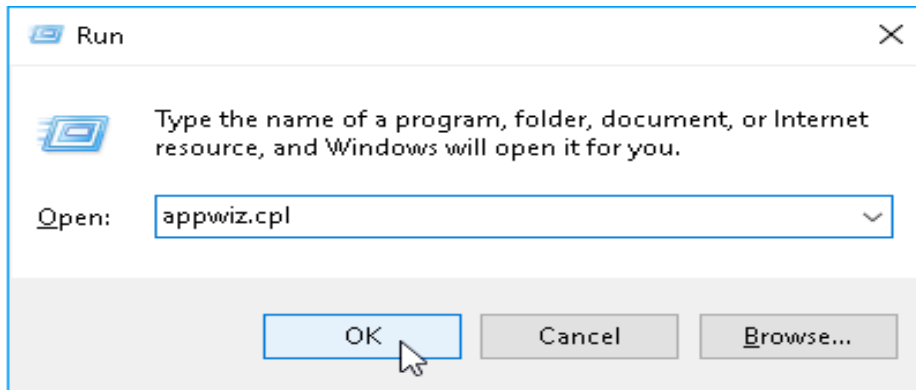 Run
Type the name of a program, folder, document, or Internet
resource, and Windows will open it for you.
Open: appwiz.cpl
OK Cancel Browse...